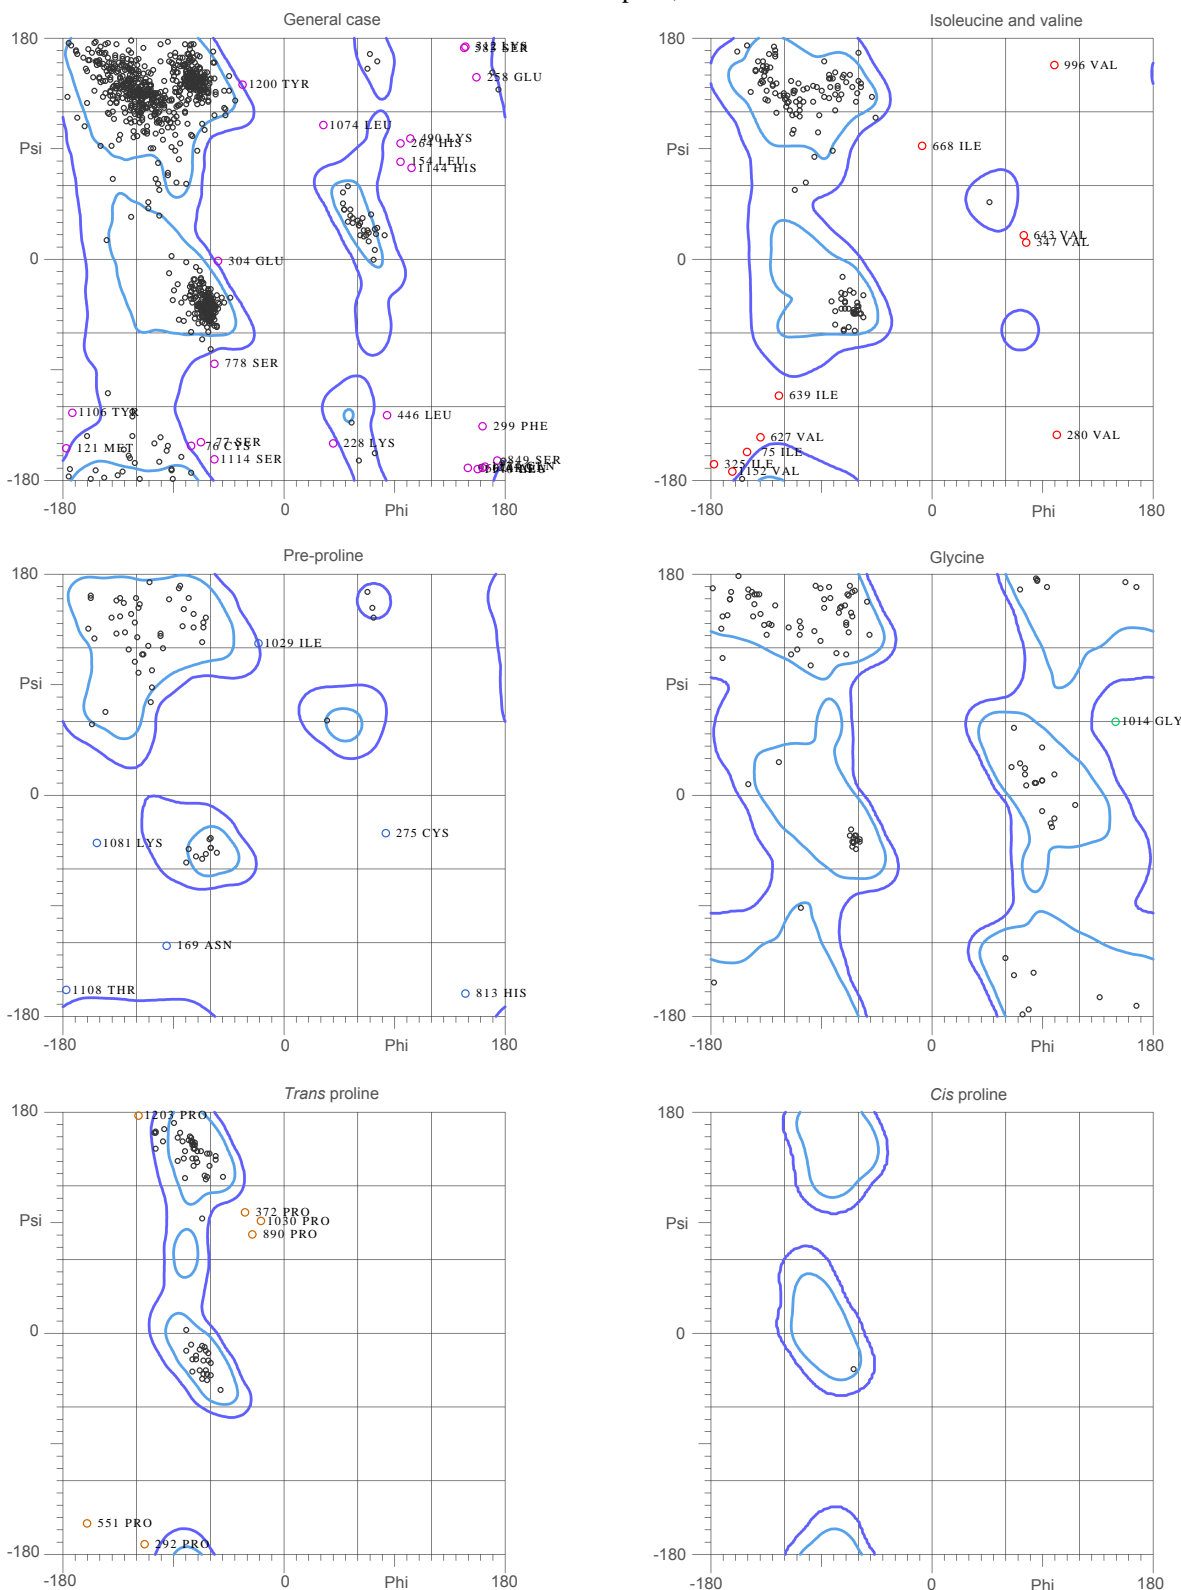 General case
180
Psi
0
-180
-180
0
Phi
180
1200 TYR
258 GLU
1074 LEU
490 LYS
264 HIS
154 LEU
1144 HIS
304 GLU
778 SER
1106 TYR
446 LEU
299 PHE
77 SER
76 CYS
228 LYS
121 MET
1114 SER
849 SER
Isoleucine and valine
180
Psi
0
-180
-180
0
Phi
180
996 VAL
668 ILE
643 VAL
347 VAL
639 ILE
627 VAL
280 VAL
75 ILE
325 ILE
1152 VAL
Pre-proline
180
Psi
0
-180
-180
0
Phi
180
1029 ILE
275 CYS
1081 LYS
169 ASN
1108 THR
813 HIS
Glycine
180
Psi
0
-180
-180
0
Phi
180
1014 GLY
Trans proline
180
Psi
0
-180
-180
0
Phi
180
1203 PRO
372 PRO
1030 PRO
890 PRO
551 PRO
292 PRO
Cis proline
180
Psi
0
-180
-180
0
Phi
180